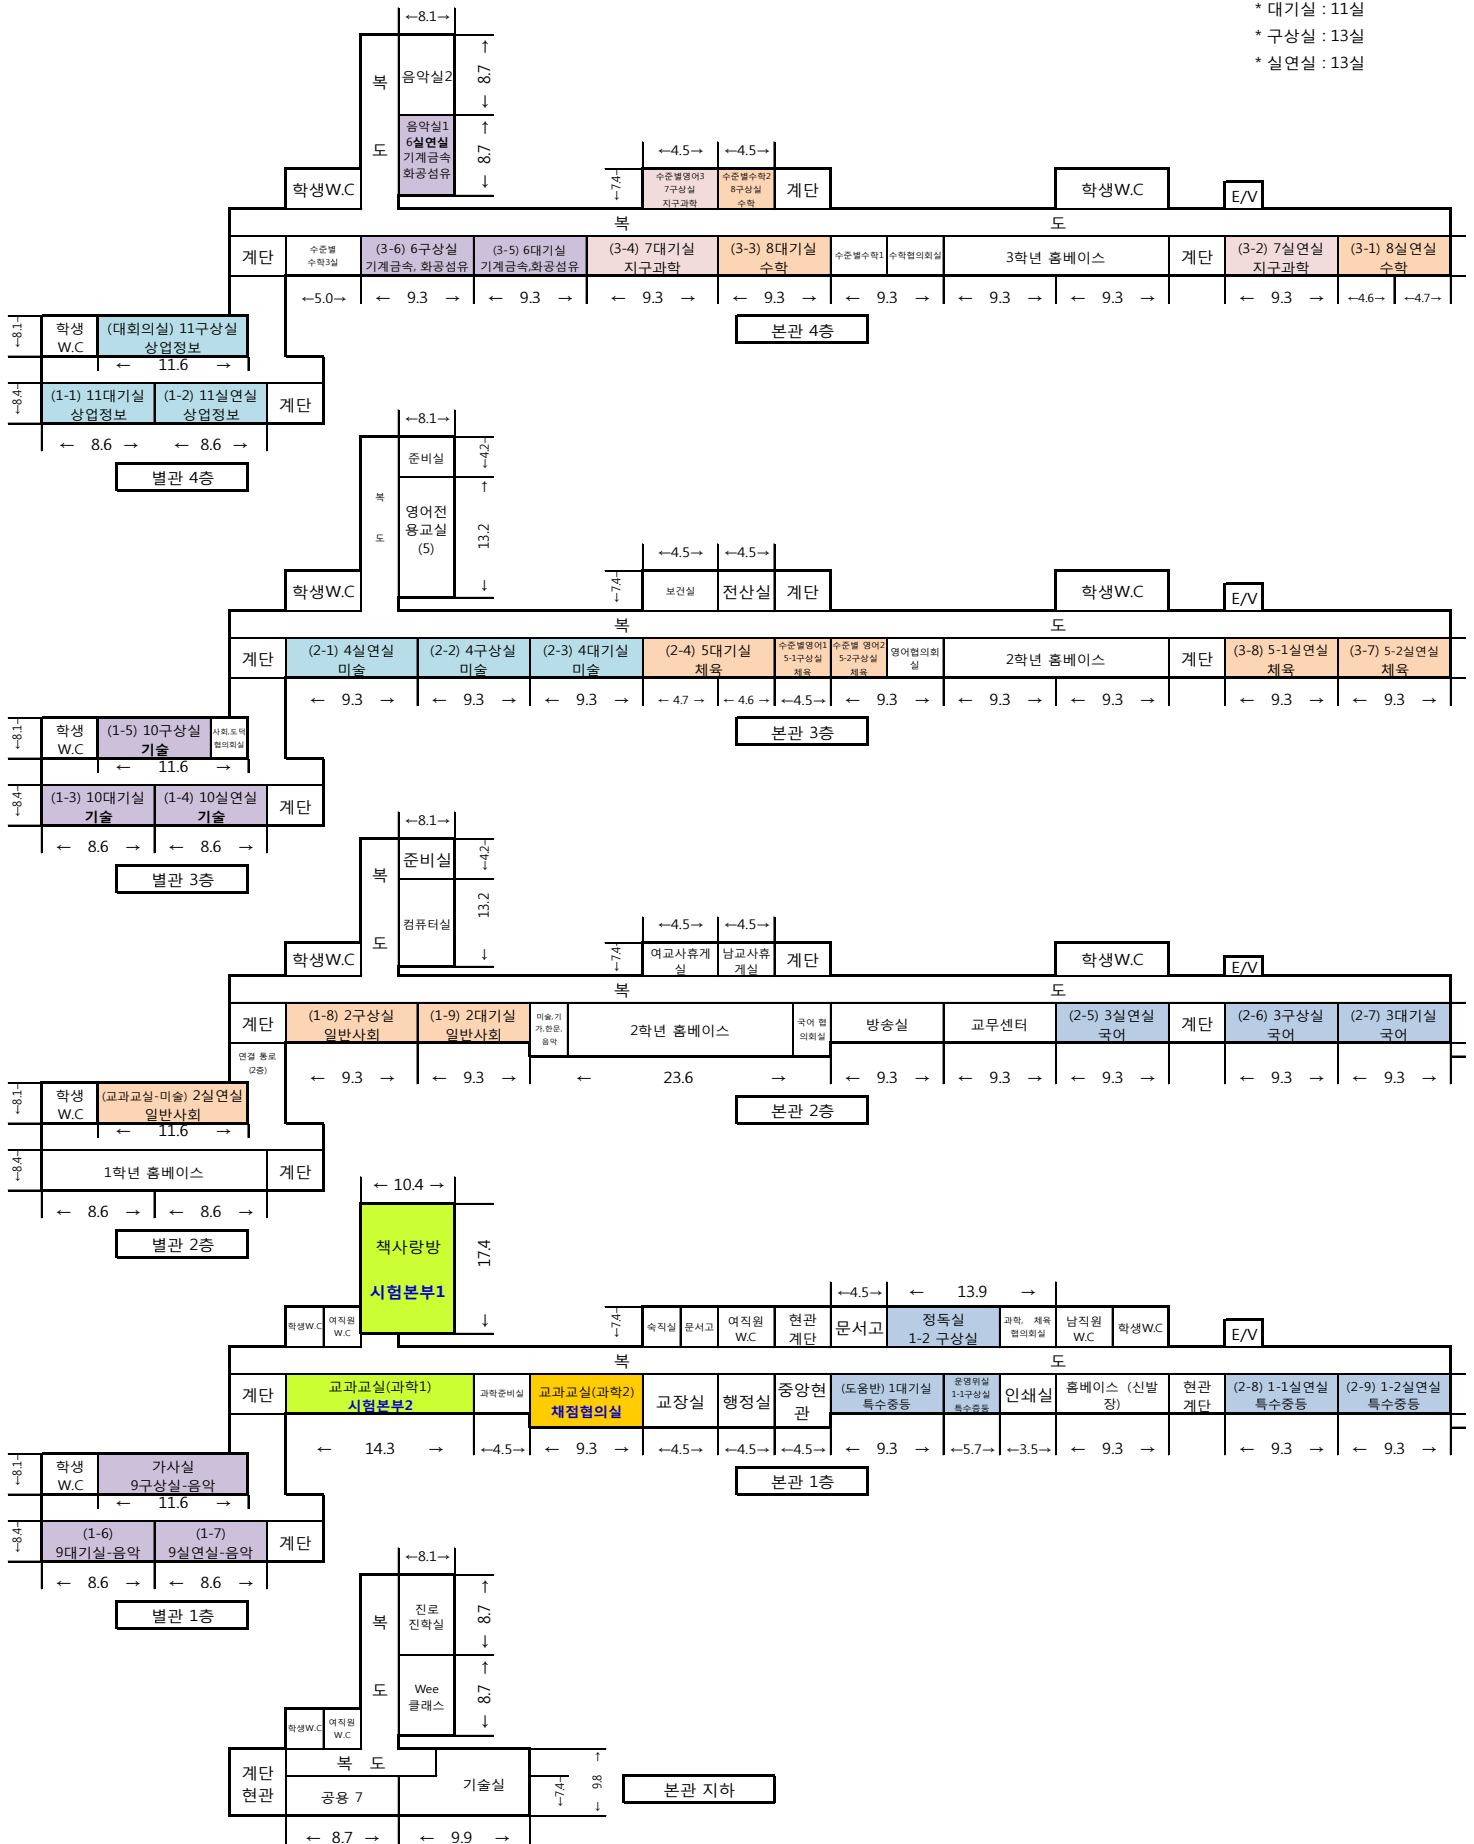 * 대기실 : 11실
* 구상실 : 13실
* 실연실 : 13실
←8.1→
복
도
음악실2
← 8.7 →
음악실1
6실연실
기계금속
화공섬유
← 8.7 →
학생W.C
←7.4→
←4.5→
←4.5→
수준별영어3
7구상실
지구과학
수준별수학2
8구상실
수학
계단
학생W.C
E/V
복
도
계단
수준별
수학3실
(3-6) 6구상실
기계금속, 화공섬유
(3-5) 6대기실
기계금속,화공섬유
(3-4) 7대기실
지구과학
(3-3) 8대기실
수학
수준별수학1
수학협의회실
3학년 홈베이스
계단
(3-2) 7실연실
지구과학
(3-1) 8실연실
수학
←5.0→
← 9.3 →
← 9.3 →
← 9.3 →
← 9.3 →
← 9.3 →
← 9.3 →
← 9.3 →
← 9.3 →
←4.6→
←4.7→
본관 4층
←8.1→
학생
W.C
(대회의실) 11구상실
상업정보
← 11.6 →
←8.4→
(1-1) 11대기실
상업정보
(1-2) 11실연실
상업정보
계단
← 8.6 →
← 8.6 →
별관 4층
←8.1→
복
도
준비실
←4.2→
영어전
용교실
(5)
← 13.2 →
학생W.C
←7.4→
←4.5→
←4.5→
보건실
전산실
계단
학생W.C
E/V
복
도
계단
(2-1) 4실연실
미술
(2-2) 4구상실
미술
(2-3) 4대기실
미술
(2-4) 5대기실
체육
수준별영어1
5-1구상실
체육
수준별 영어2
5-2구상실
체육
영어협의회
실
2학년 홈베이스
계단
(3-8) 5-1실연실
체육
(3-7) 5-2실연실
체육
← 9.3 →
← 9.3 →
← 9.3 →
← 4.7 →
← 4.6 →
←4.5→
← 9.3 →
← 9.3 →
← 9.3 →
← 9.3 →
← 9.3 →
본관 3층
←8.1→
학생
W.C
(1-5) 10구상실
기술
사회,도덕
협의회실
← 11.6 →
←8.4→
(1-3) 10대기실
기술
(1-4) 10실연실
기술
계단
← 8.6 →
← 8.6 →
별관 3층
←8.1→
복
도
준비실
←4.2→
컴퓨터실
← 13.2
학생W.C
←7.4→
←4.5→
←4.5→
여교사휴게
실
남교사휴
게실
계단
학생W.C
E/V
복
도
계단
(1-8) 2구상실
일반사회
(1-9) 2대기실
일반사회
미술,기
가,한문,
음악
2학년 홈베이스
국어 협
의회실
방송실
교무센터
(2-5) 3실연실
국어
계단
(2-6) 3구상실
국어
(2-7) 3대기실
국어
연결 통로
(2층)
← 9.3 →
← 9.3 →
← 23.6 →
← 9.3 →
← 9.3 →
← 9.3 →
← 9.3 →
← 9.3 →
본관 2층
←8.1→
학생
W.C
(교과교실-미술) 2실연실
일반사회
← 11.6 →
←8.4→
1학년 홈베이스
계단
← 8.6 →
← 8.6 →
별관 2층
← 10.4 →
책사랑방
시험본부1
← 17.4
학생W.C
여직원
W.C
←7.4→
숙직실
문서고
여직원
W.C
현관
계단
←4.5→
← 13.9 →
문서고
정독실
1-2 구상실
과학, 체육
협의회실
남직원
W.C
학생W.C
E/V
복
도
계단
교과교실(과학1)
시험본부2
과학준비실
교과교실(과학2)
채점협의실
교장실
행정실
중앙현
관
(도움반) 1대기실
특수중등
운영위실
1-1구상실
특수중등
인쇄실
홈베이스 (신발
장)
현관
계단
(2-8) 1-1실연실
특수중등
(2-9) 1-2실연실
특수중등
← 14.3 →
←4.5→
← 9.3 →
←4.5→
←4.5→
←4.5→
← 9.3 →
←5.7→
←3.5→
← 9.3 →
← 9.3 →
← 9.3 →
본관 1층
←8.1→
학생
W.C
가사실
9구상실-음악
← 11.6 →
←8.4→
(1-6)
9대기실-음악
(1-7)
9실연실-음악
계단
← 8.6 →
← 8.6 →
별관 1층
←8.1→
복
도
진로
진학실
← 8.7 →
Wee
클래스
← 8.7 →
학생W.C
여직원
W.C
계단
현관
복 도
공용 7
기술실
←7.4→
← 9.8 →
본관 지하
← 8.7 →
← 9.9 →